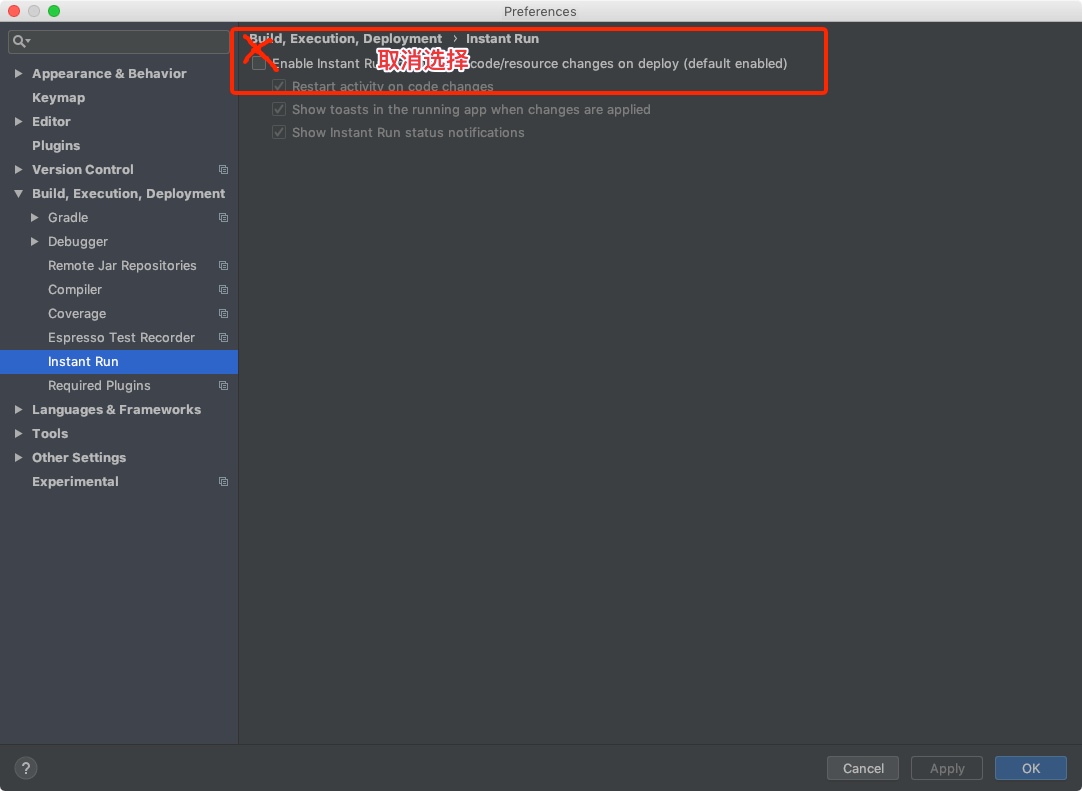 Preferences
Appearance & Behavior
Keymap
Editor
Plugins
Version Control
Build, Execution, Deployment
Gradle
Debugger
Remote Jar Repositories
Compiler
Coverage
Espresso Test Recorder
Instant Run
Required Plugins
Languages & Frameworks
Tools
Other Settings
Experimental
Build, Execution, Deployment › Instant Run
取消选择
Enable Instant code/resource changes on deploy (default enabled)
Restart activity on code changes
Show toasts in the running app when changes are applied
Show Instant Run status notifications
?
Cancel
Apply
OK